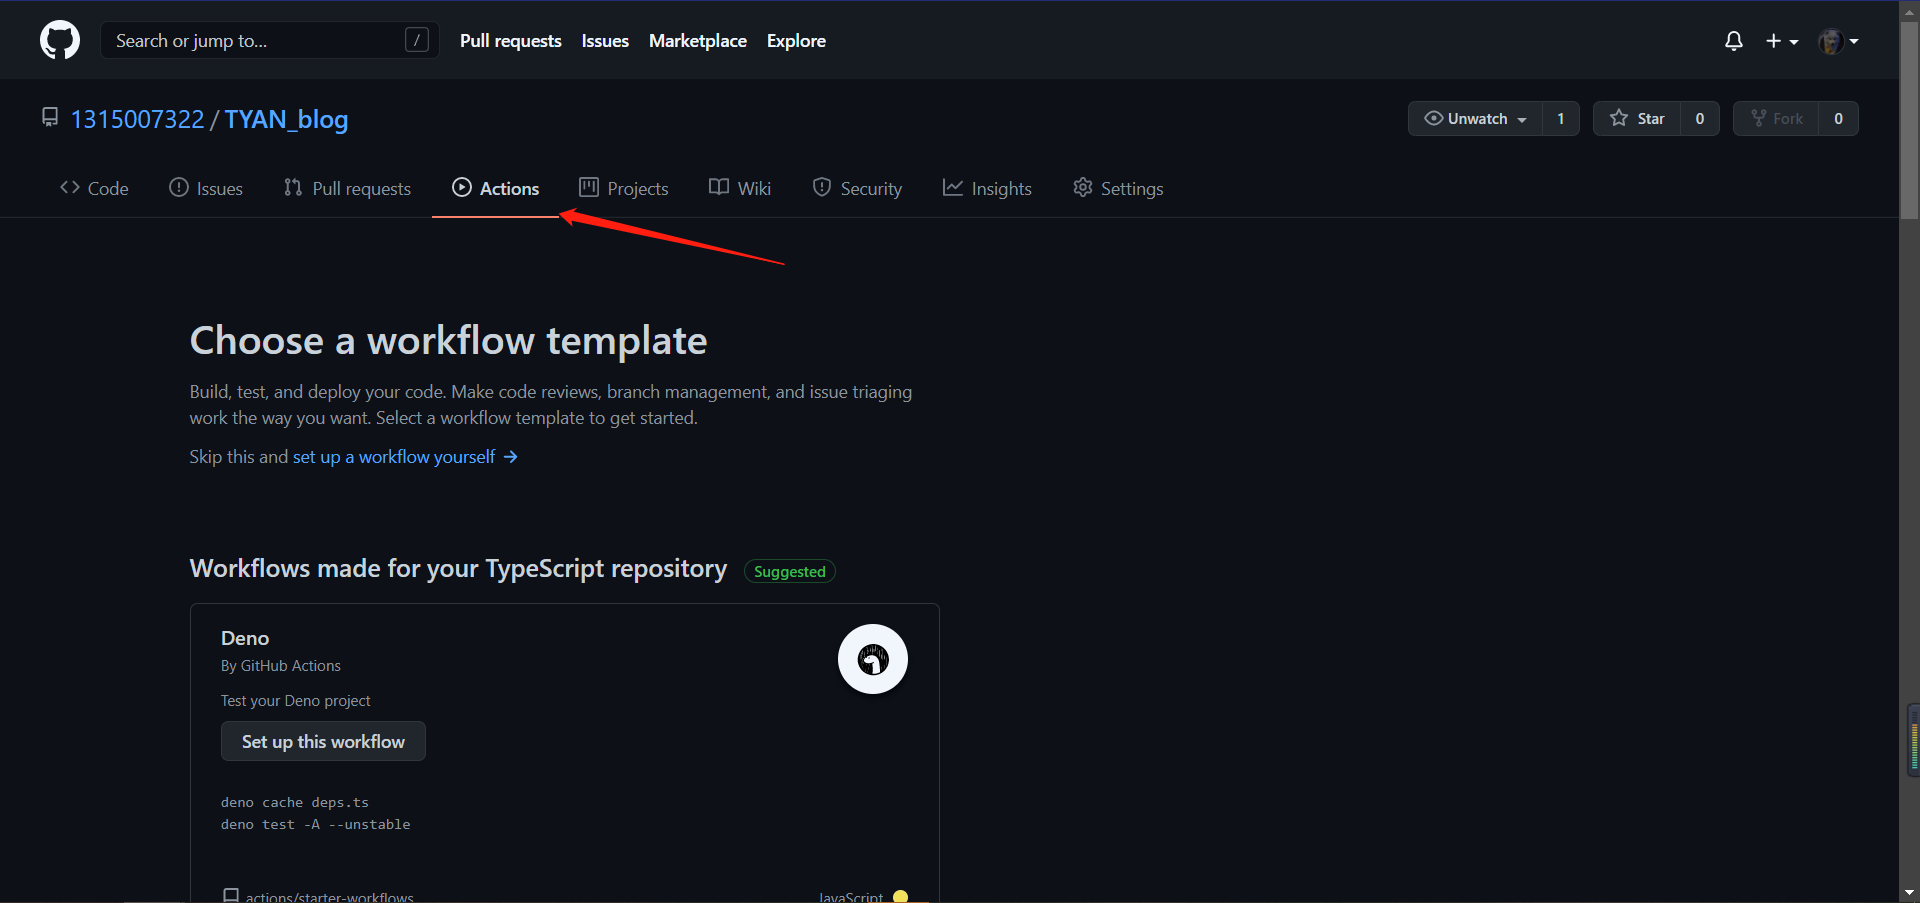 Search or jump to... /
Pull requests Issues Marketplace Explore
1315007322 / TYAN_blog
Unwatch 1 Star 0 Fork 0
Code Issues Pull requests Actions Projects Wiki Security Insights Settings
Choose a workflow template
Build, test, and deploy your code. Make code reviews, branch management, and issue triaging
work the way you want. Select a workflow template to get started.
Skip this and set up a workflow yourself →
Workflows made for your TypeScript repository Suggested
Deno
By GitHub Actions
Test your Deno project
Set up this workflow
deno cache deps.ts
deno test -A --unstable
actions/starter-workflows JavaScript